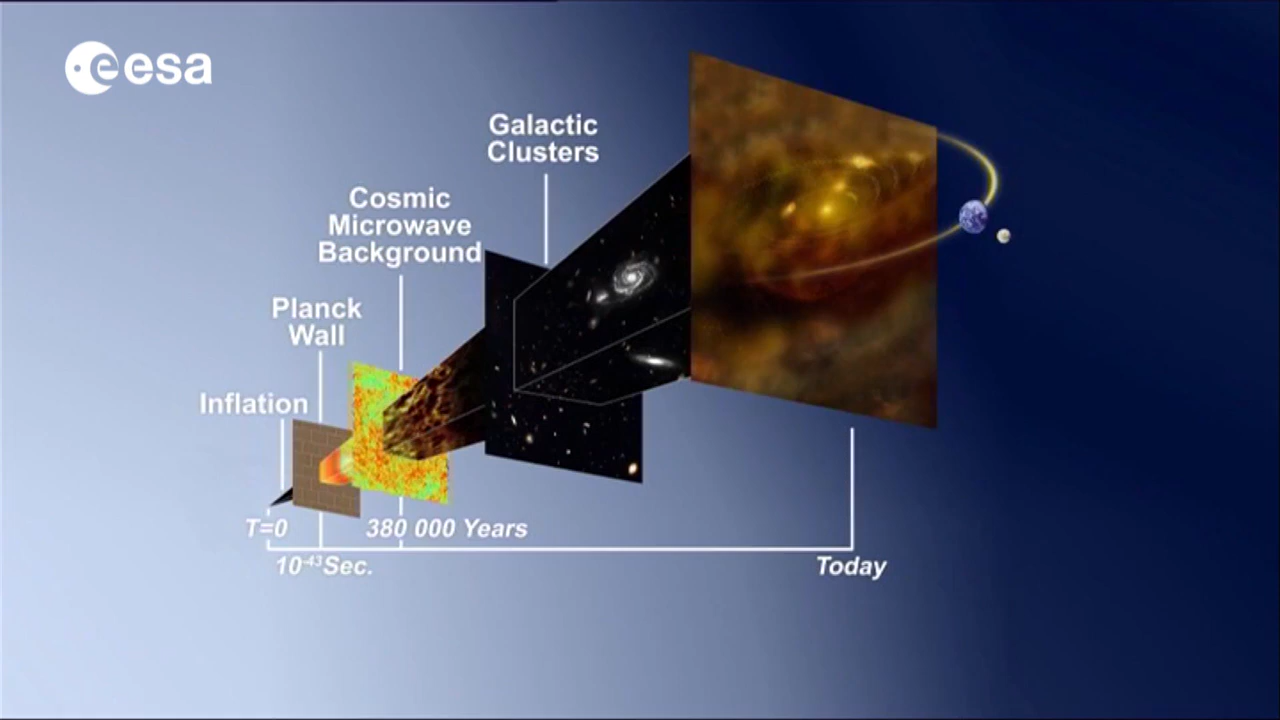 esa
Galactic
Clusters
Cosmic
Microwave
Background
Planck
Wall
Inflation
T=0
380 000 Years
10⁻⁴³Sec.
Today